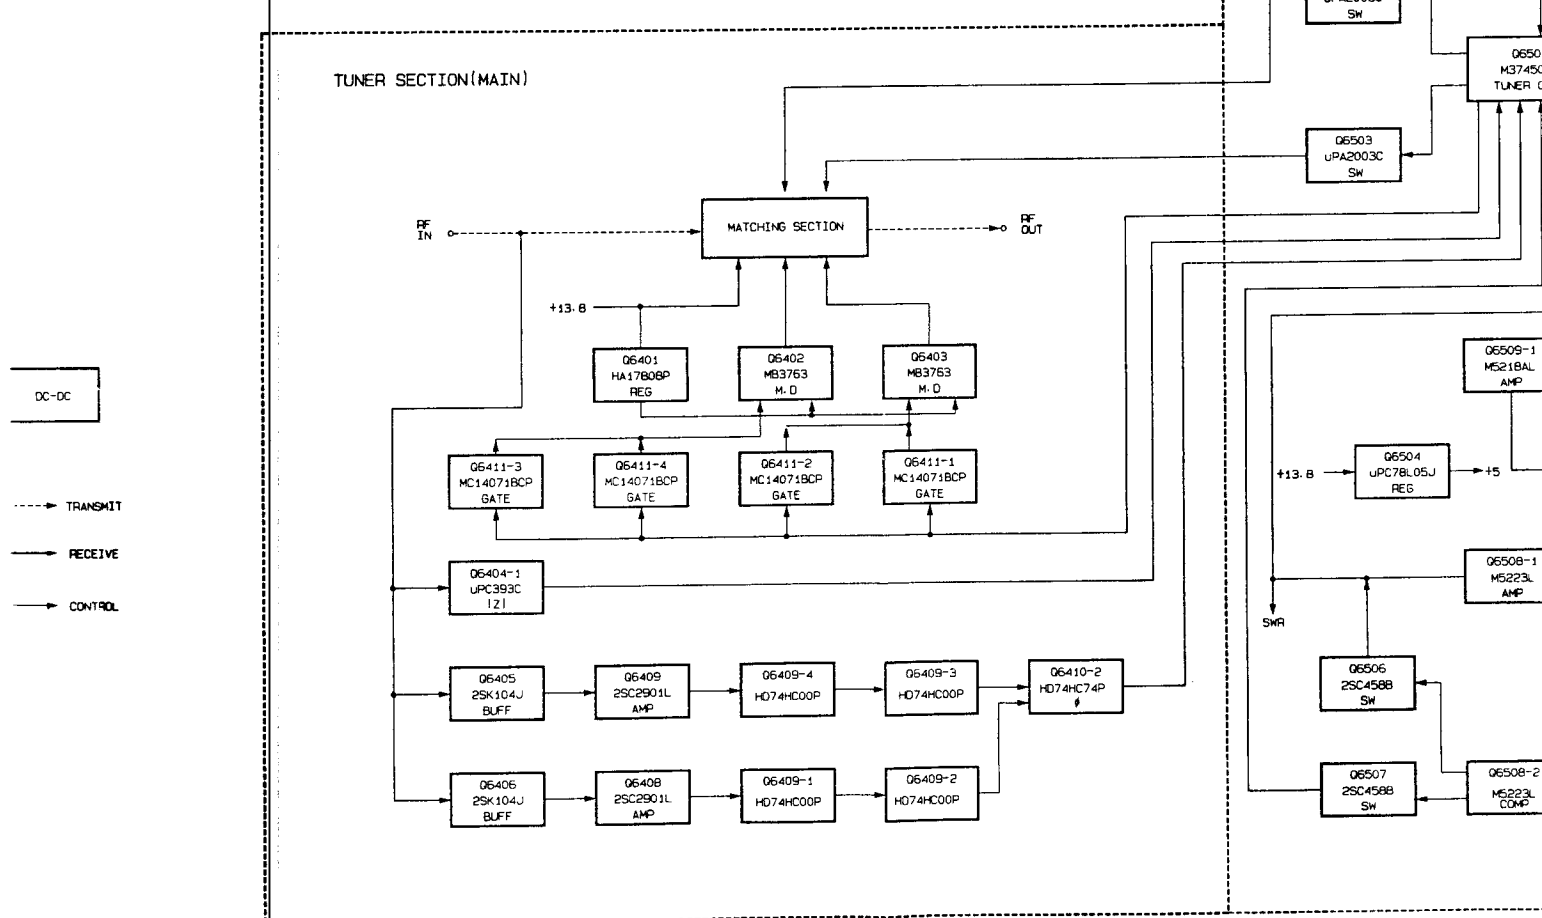 SW
TUNER SECTION(MAIN)
Q6503
uPA2003C
SW
RF
IN
MATCHING SECTION
RF
OUT
+13.8
Q6401
HA17808P
REG
Q6402
MB3763
M.D
Q6403
MB3763
M.D
DC-DC
Q6411-3
MC14071BCP
GATE
Q6411-4
MC14071BCP
GATE
Q6411-2
MC14071BCP
GATE
Q6411-1
MC14071BCP
GATE
Q6509-1
M5218AL
AMP
+13.8
Q6504
uPC78L05J
REG
+5
TRANSMIT
RECEIVE
CONTROL
Q6404-1
uPC393C
|Z|
Q6508-1
M5223L
AMP
SWR
Q6405
2SK104J
BUFF
Q6409
2SC2901L
AMP
Q6409-4
HD74HC00P
Q6409-3
HD74HC00P
Q6410-2
HD74HC74P
ø
Q6506
2SC458B
SW
Q6406
2SK104J
BUFF
Q6408
2SC2901L
AMP
Q6409-1
HD74HC00P
Q6409-2
HD74HC00P
Q6507
2SC458B
SW
Q6508-2
M5223L
COMP
TUNER